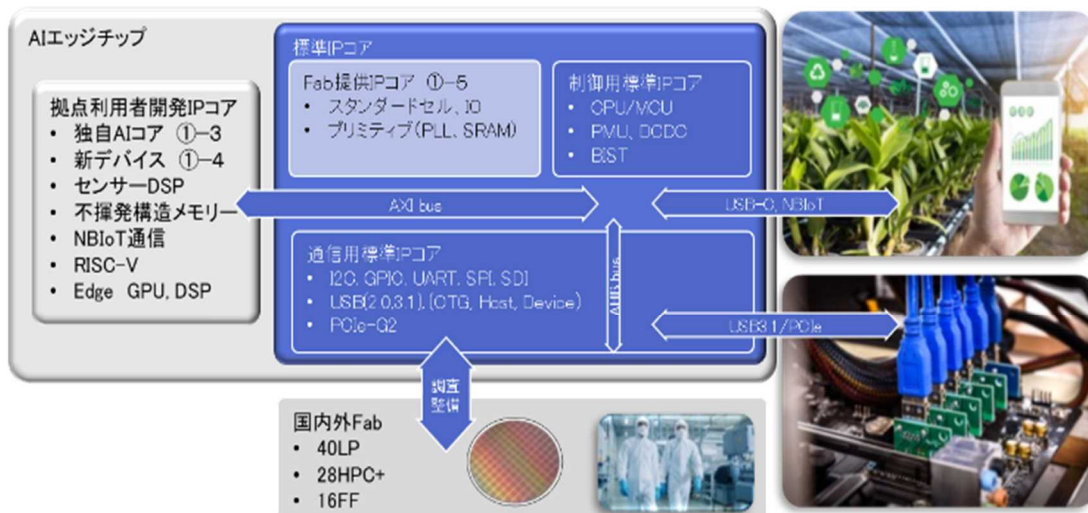 AIエッジチップ
拠点利用者開発IPコア
• 独自AIコア ①-3
• 新デバイス ①-4
• センサーDSP
• 不揮発構造メモリー
• NBIoT通信
• RISC-V
• Edge GPU, DSP
標準IPコア
Fab提供IPコア ①-5
• スタンダードセル、IO
• プリミティブ(PLL、SRAM)
制御用標準IPコア
• CPU/MCU
• PMU, DCDC
• BIST
AXI bus
USB-C, NBIoT
通信用標準IPコア
• I2C, GPIO, UART, SPI, SDI
• USB(2.0,3.1), (OTG, Host, Device)
• PCIe-G2
AHB bus
USB3.1/PCIe
調査
整備
国内外Fab
• 40LP
• 28HPC+
• 16FF